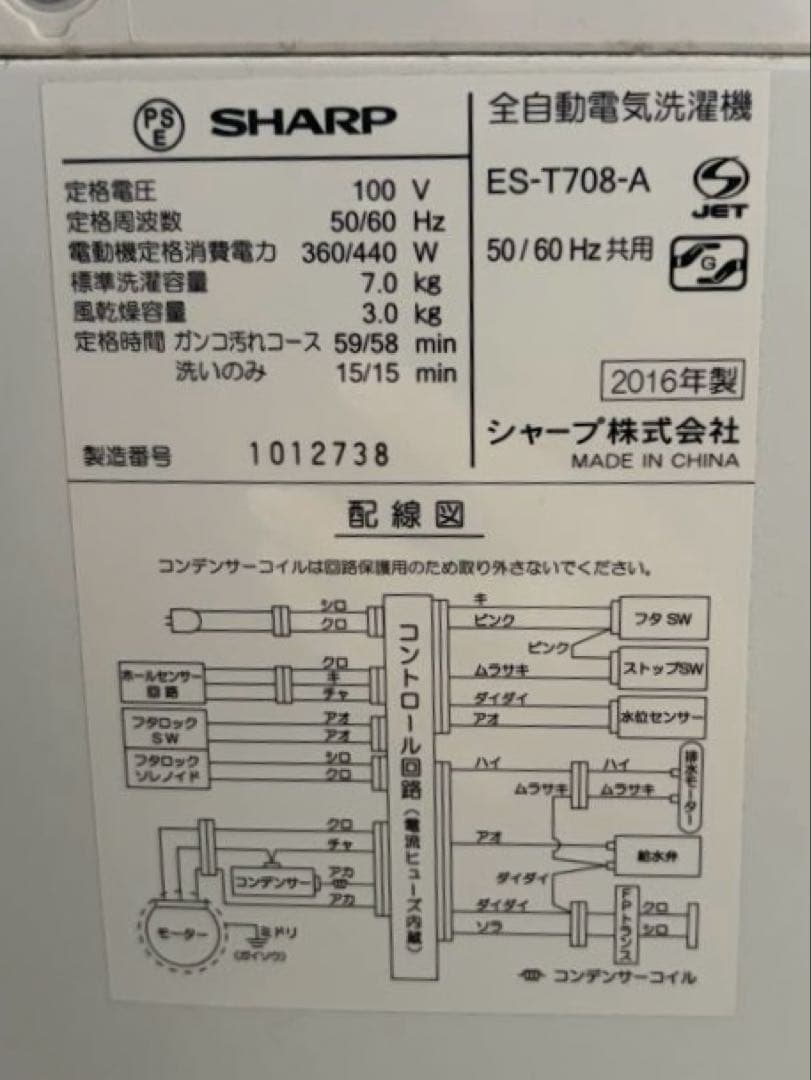 PSE SHARP
定格電圧 100 V
定格周波数 50/60 Hz
電動機定格消費電力 360/440 W
標準洗濯容量 7.0 kg
風乾燥容量 3.0 kg
定格時間 ガンコ汚れコース 59/58 min
洗いのみ 15/15 min
製造番号 1012738
全自動電気洗濯機
ES-T708-A
JET
50/60 Hz 共用
G
2016年製
シャープ株式会社
MADE IN CHINA
配線図
コンデンサーコイルは回路保護用のため取り外さないでください。
シロ
クロ
ホールセンサー
回路
クロ
キ
チャ
フタロック
SW
アオ
アオ
フタロック
ソレノイド
シロ
クロ
クロ
チャ
コンデンサー
アカ
アカ
モーター
ミドリ
(ガイソウ)
コントロール回路(電流ヒューズ内蔵)
キ
ピンク
フタ SW
ピンク
ムラサキ
ストップSW
ダイダイ
アオ
水位センサー
ハイ
ハイ
ムラサキ
ムラサキ
排水モーター
アオ
給水弁
ダイダイ
ダイダイ
ソラ
FPトランス
クロ
シロ
コンデンサーコイル